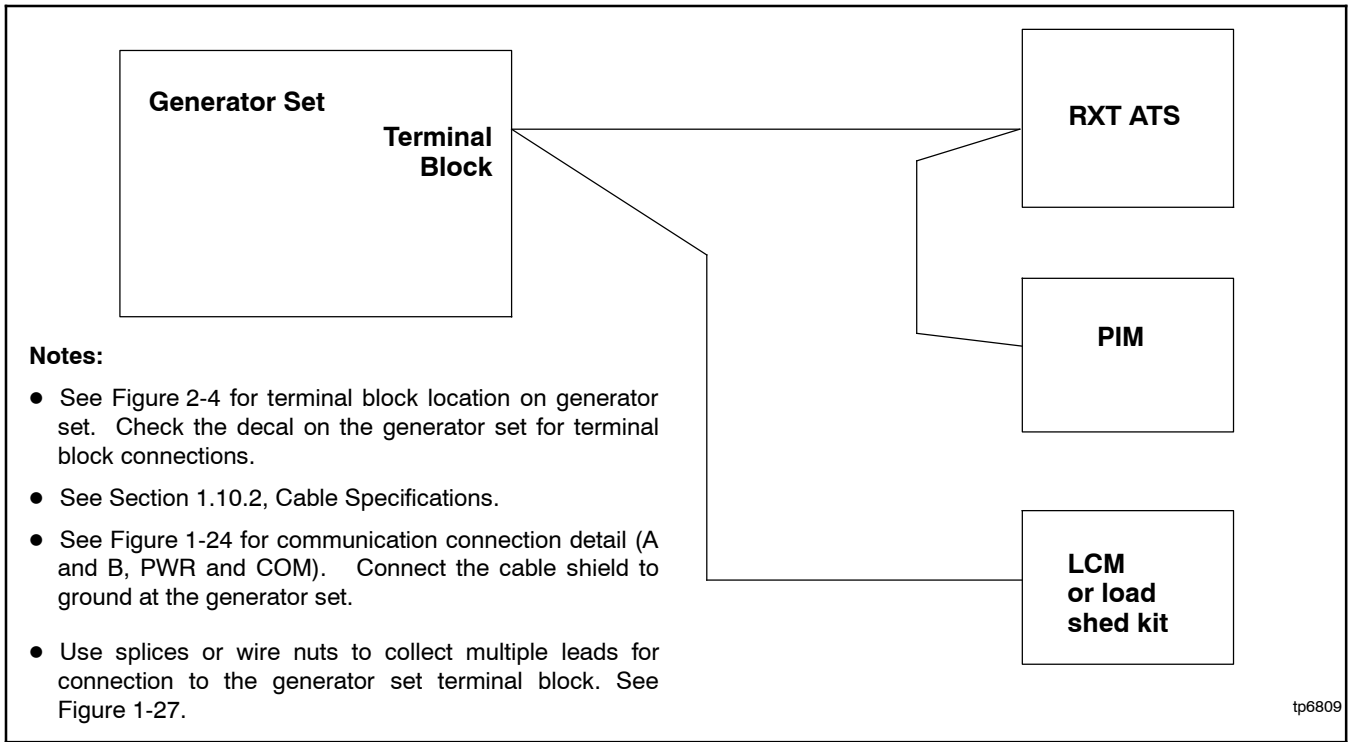 Generator Set
Terminal
Block
RXT ATS
PIM
LCM
or load
shed kit
Notes:
● See Figure 2-4 for terminal block location on generator
set. Check the decal on the generator set for terminal
block connections.
● See Section 1.10.2, Cable Specifications.
● See Figure 1-24 for communication connection detail (A
and B, PWR and COM). Connect the cable shield to
ground at the generator set.
● Use splices or wire nuts to collect multiple leads for
connection to the generator set terminal block. See
Figure 1-27.
tp6809